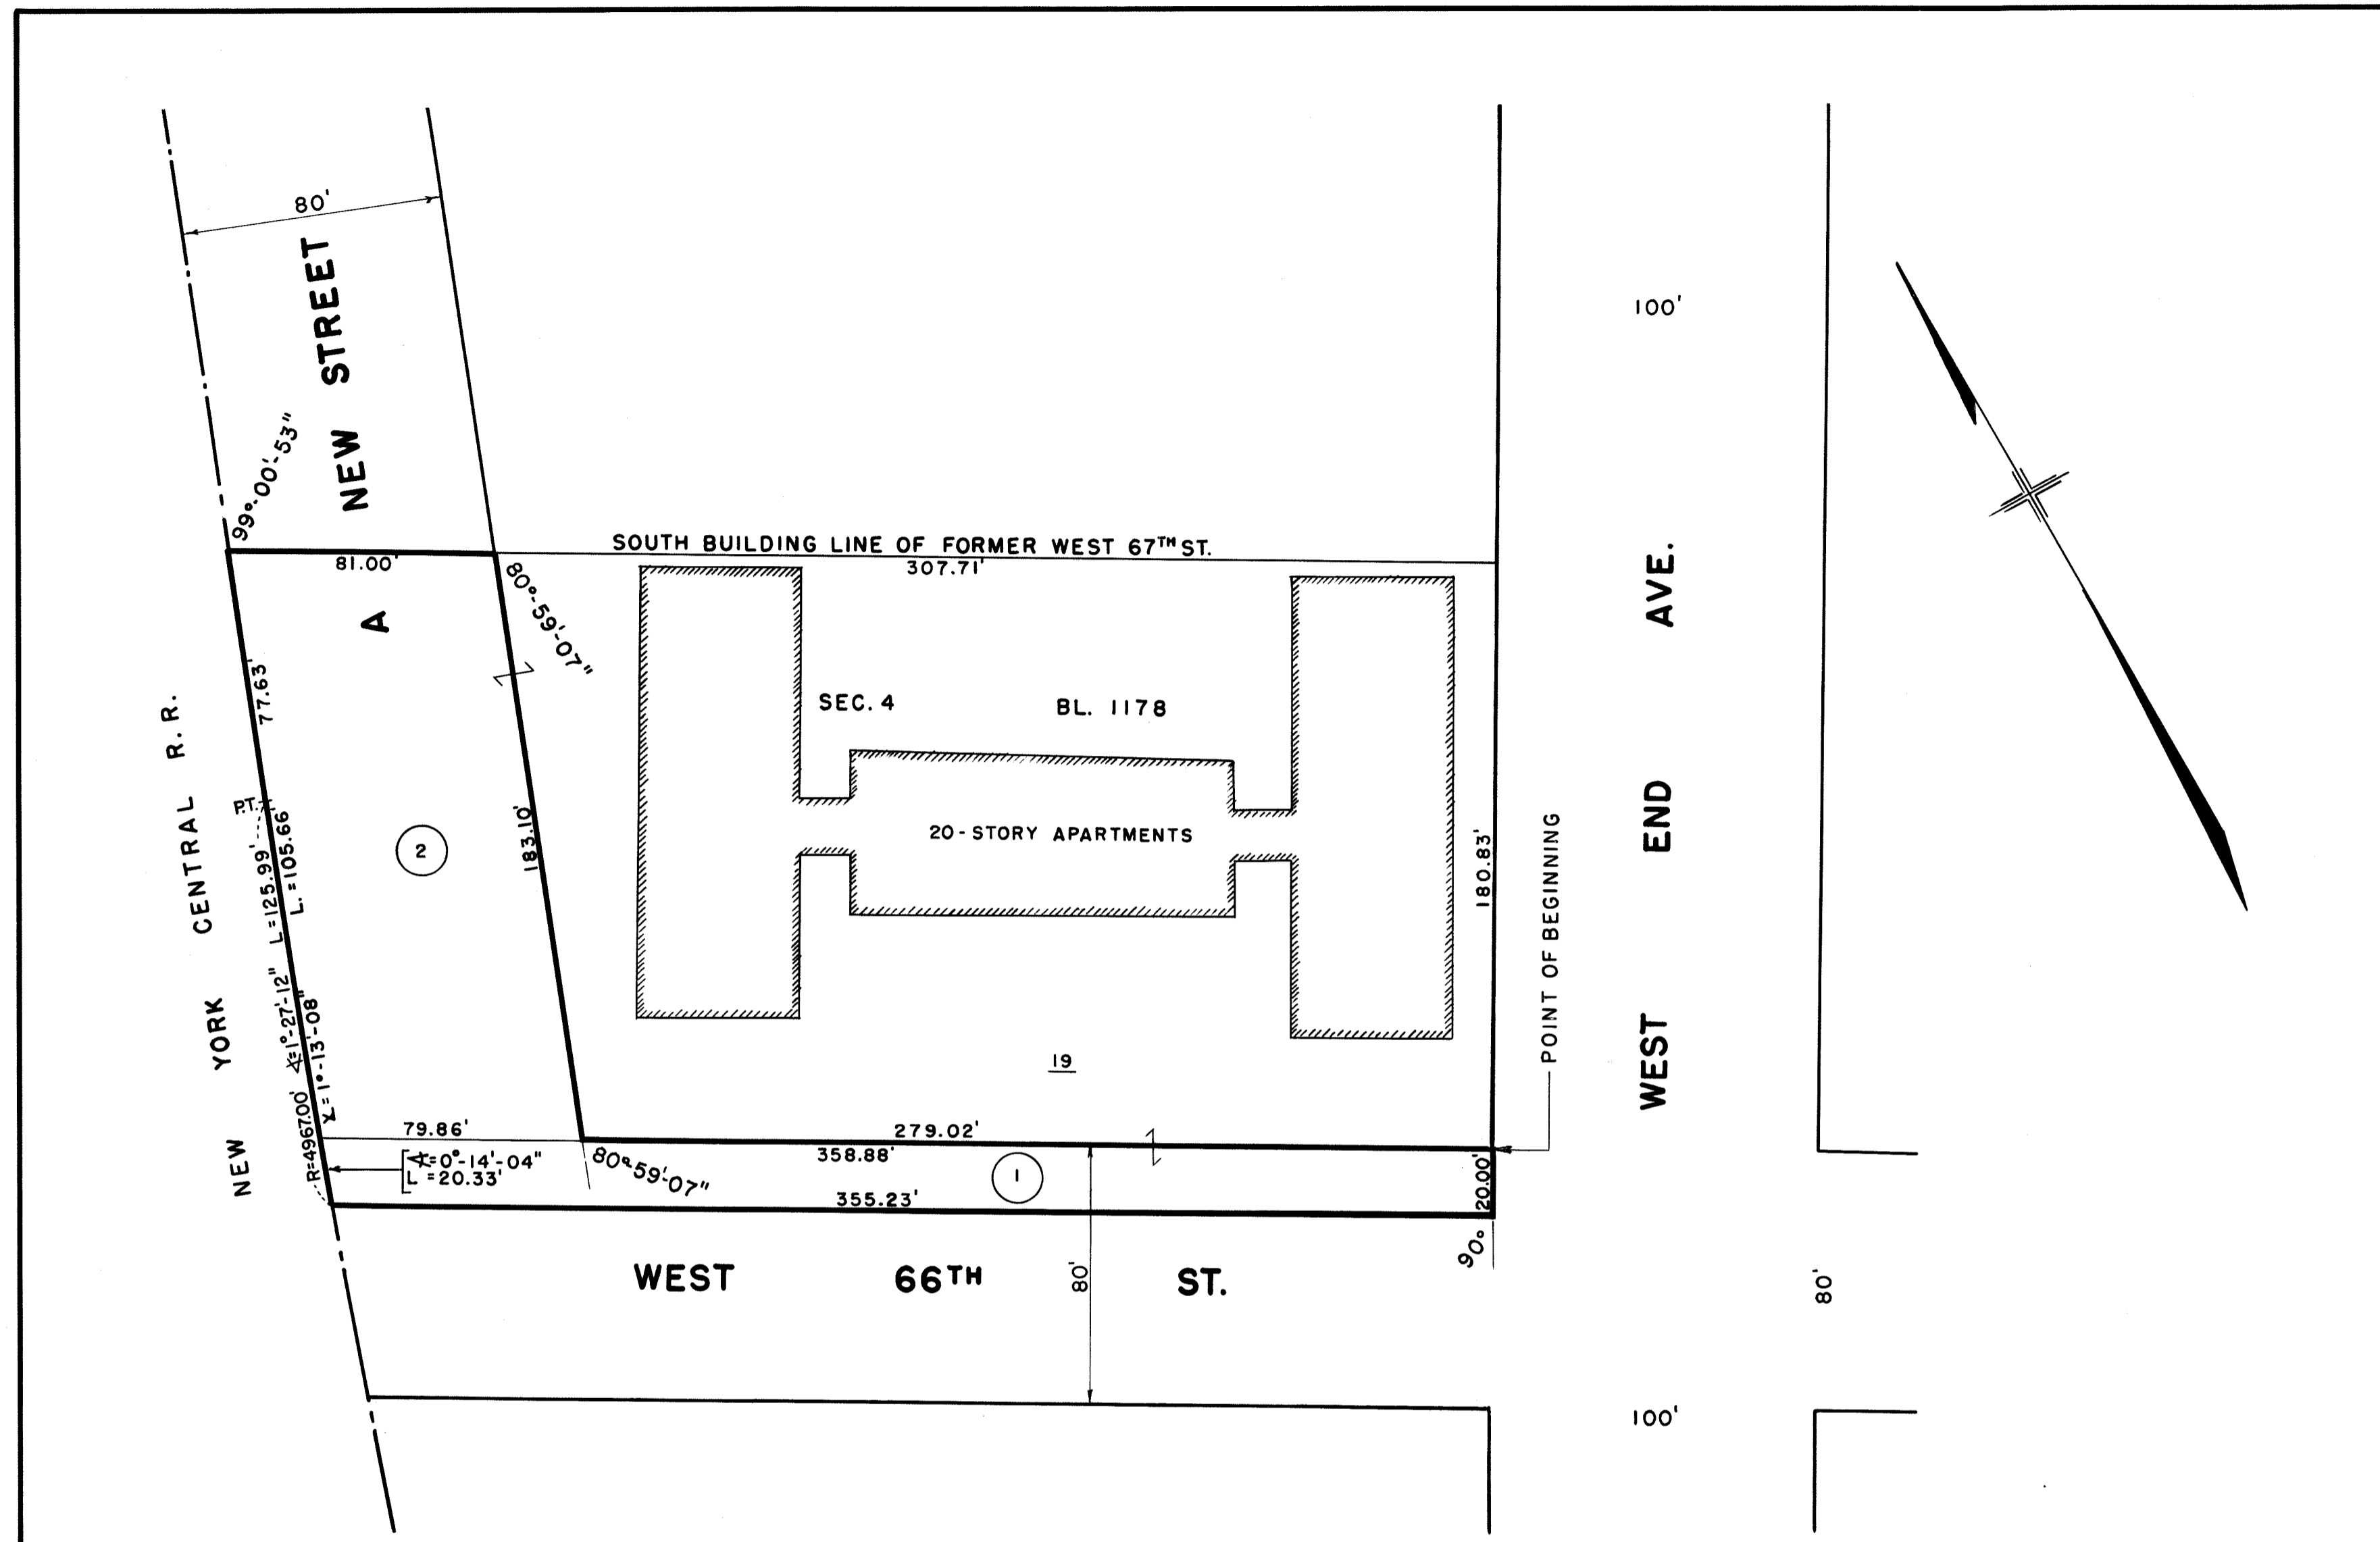 80'
NEW STREET
99°-00'-53"
100'
SOUTH BUILDING LINE OF FORMER WEST 67TH ST.
81.00'
307.71'
A
80°-59'-07"
77.63'
SEC. 4
BL. 1178
NEW YORK CENTRAL R.R.
P.T.
2
183.10'
20-STORY APARTMENTS
180.83'
POINT OF BEGINNING
WEST END AVE.
R=4967.00' ∡=1°-27'-12" L=125.99'
∡=1°-13'-08" L.=105.66'
19
79.86'
279.02'
∡=0°-14'-04"
L =20.33'
80°-59'-07"
358.88'
1
20.00'
355.23'
90°
WEST 66TH ST.
80'
80'
100'